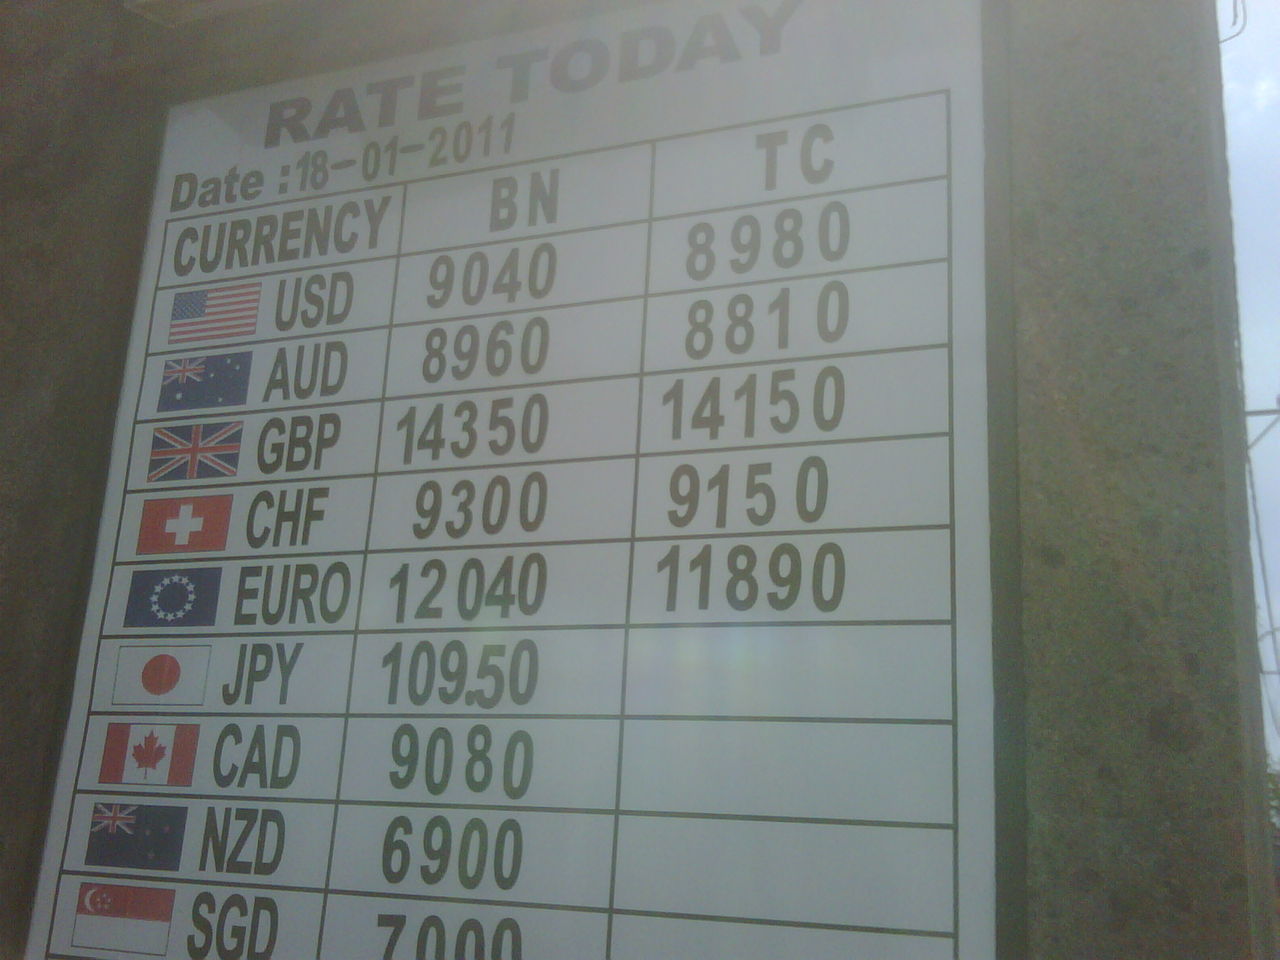 RATE TODAY
Date :18-01-2011
CURRENCY BN TC
USD 9040 8980
AUD 8960 8810
GBP 14350 14150
CHF 9300 9150
EURO 12040 11890
JPY 109.50
CAD 9080
NZD 6900
SGD 7000